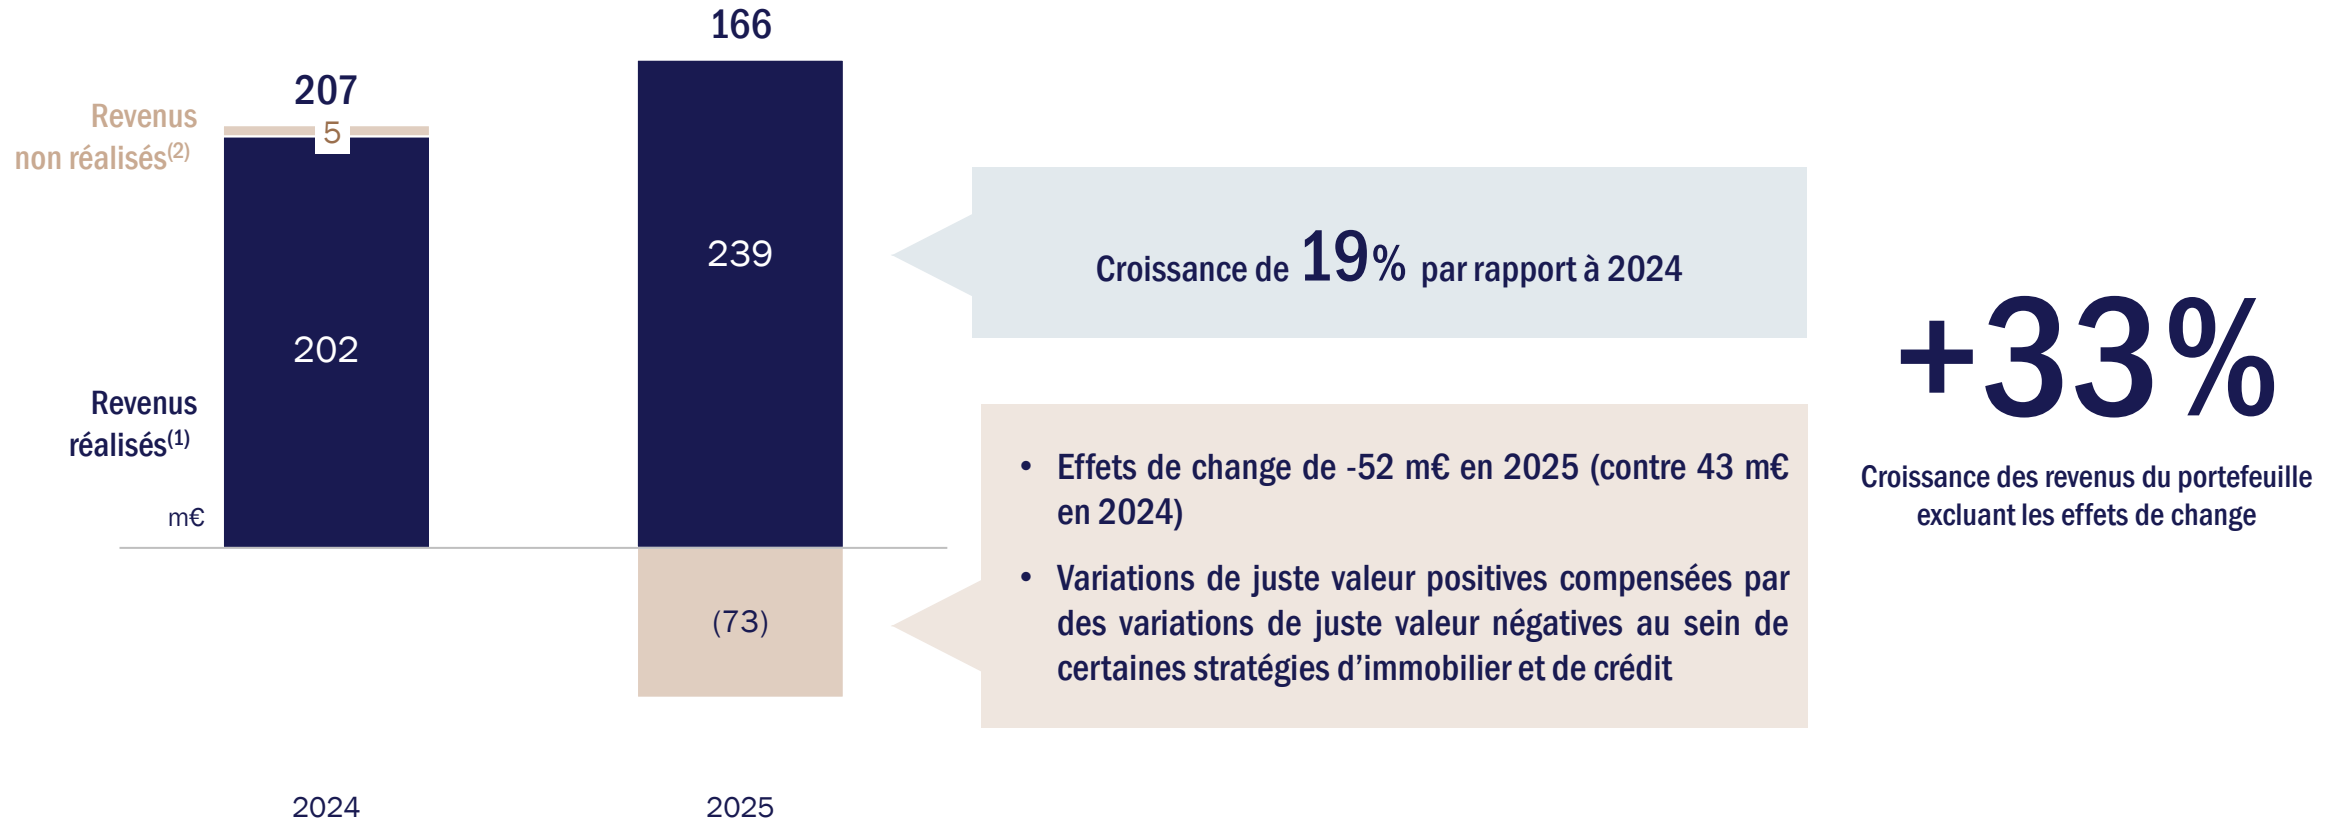 166
207
Revenus
non réalisés(2)
5
239
202
Revenus
réalisés(1)
m€
(73)
2024
2025
Croissance de 19% par rapport à 2024
• Effets de change de -52 m€ en 2025 (contre 43 m€
en 2024)
• Variations de juste valeur positives compensées par
des variations de juste valeur négatives au sein de
certaines stratégies d’immobilier et de crédit
+33%
Croissance des revenus du portefeuille
excluant les effets de change